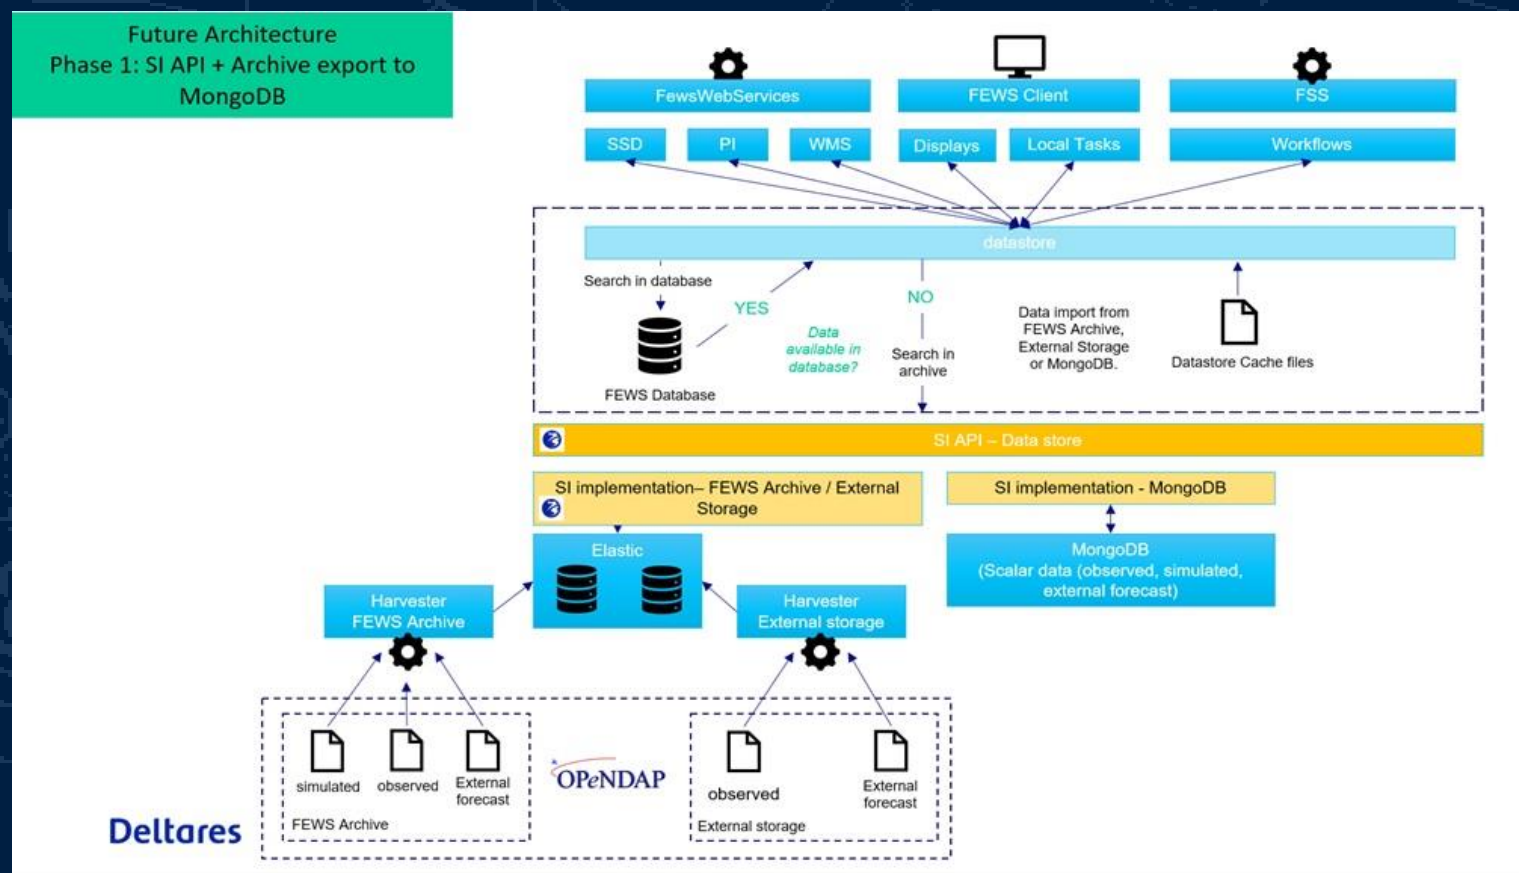 Future Architecture
Phase 1: SI API + Archive export to
MongoDB
FewsWebServices
FEWS Client
FSS
SSD
PI
WMS
Displays
Local Tasks
Workflows
datastore
Search in database
YES
NO
Data
available in
database?
Search in
archive
Data import from
FEWS Archive,
External Storage
or MongoDB.
Datastore Cache files
FEWS Database
SI API – Data store
SI implementation– FEWS Archive / External
Storage
SI implementation - MongoDB
Elastic
MongoDB
(Scalar data (observed, simulated,
external forecast)
Harvester
FEWS Archive
Harvester
External storage
simulated
observed
External
forecast
FEWS Archive
OPeNDAP
observed
External
forecast
External storage
Deltares